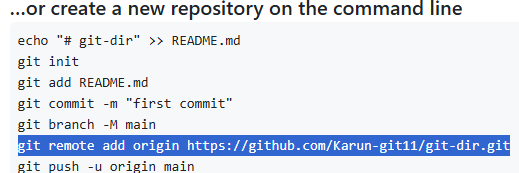 ...or create a new repository on the command line
echo "# git-dir" >> README.md
git init
git add README.md
git commit -m "first commit"
git branch -M main
git remote add origin https://github.com/Karun-git11/git-dir.git
git push -u origin main